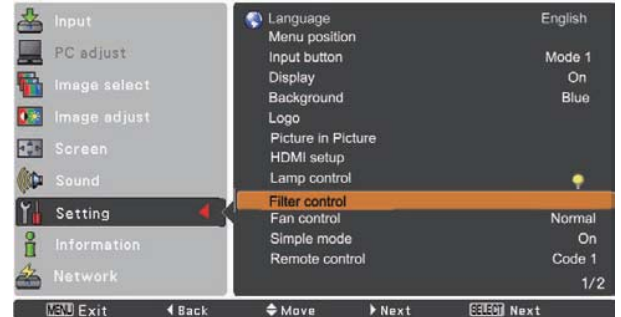 Input
PC adjust
Image select
Image adjust
Screen
Sound
Setting
Information
Network
Language English
Menu position
Input button Mode 1
Display On
Background Blue
Logo
Picture in Picture
HDMI setup
Lamp control
Filter control
Fan control Normal
Simple mode On
Remote control Code 1
1/2
MENU Exit Back Move Next SELECT Next